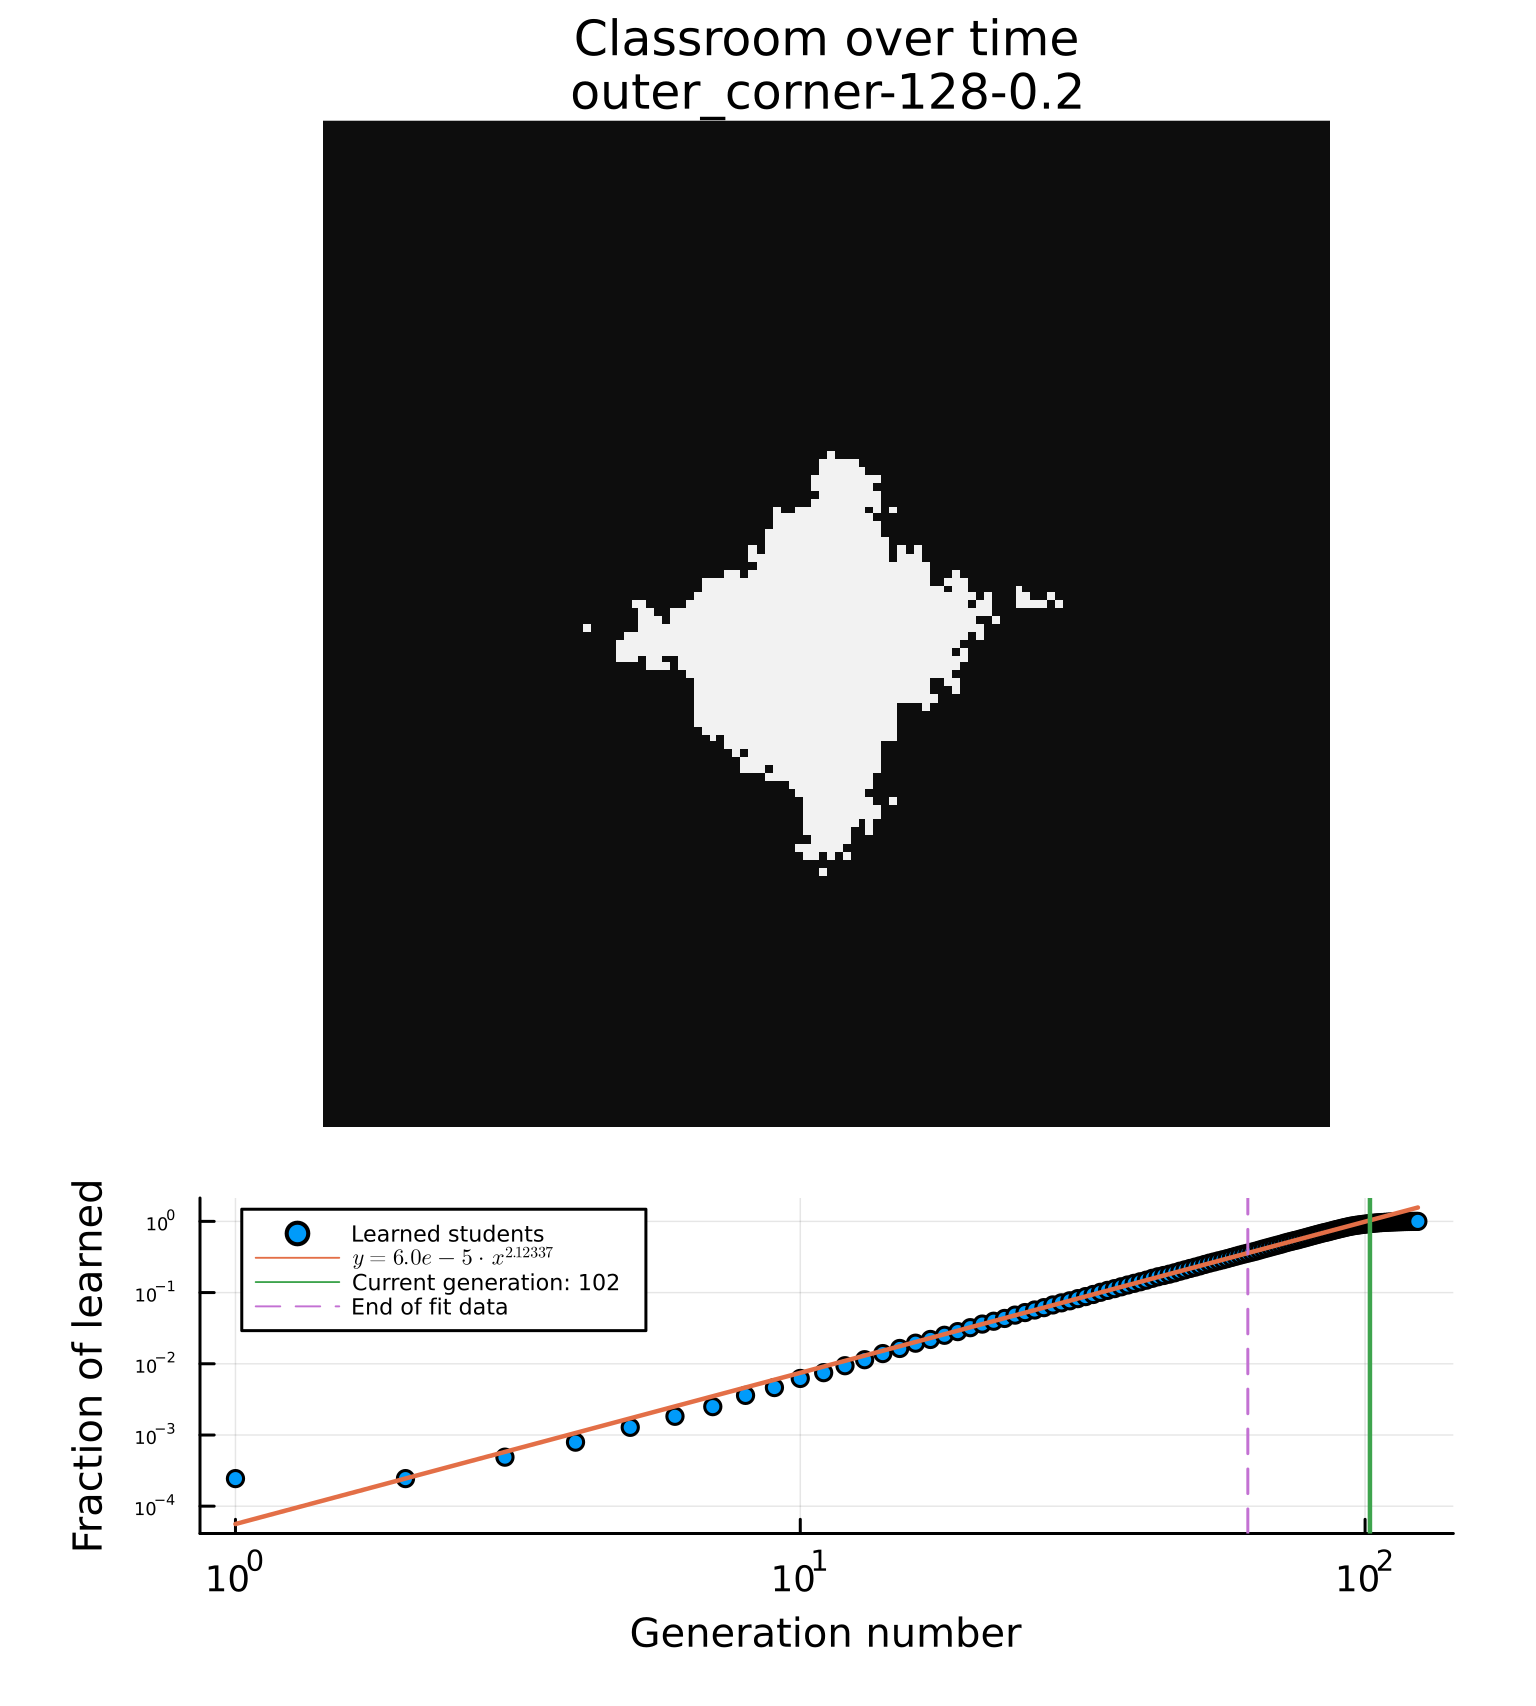 Classroom over time
outer_corner-128-0.2
Fraction of learned
10^0
10^-1
10^-2
10^-3
10^-4
Learned students
y = 6.0e − 5 · x^2.12337
Current generation: 102
End of fit data
10^0 10^1 10^2
Generation number